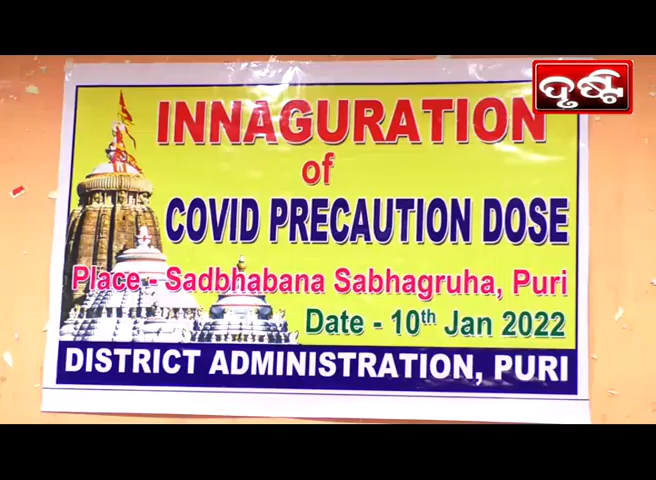 ଦୃଷ୍ଟି
INNAGURATION
of
COVID PRECAUTION DOSE
Place - Sadbhabana Sabhagruha, Puri
Date - 10th Jan 2022
DISTRICT ADMINISTRATION, PURI